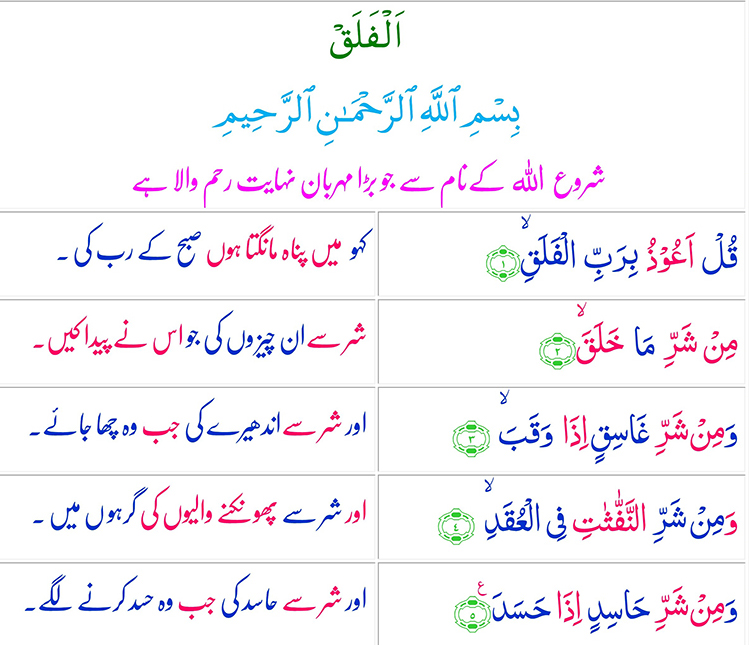 اَلْفَلَقْ
بِسْمِ ٱللَّهِ ٱلرَّحْمَـٰنِ ٱلرَّحِيمِ
شروع اللہ کے نام سے جو بڑا مہربان نہایت رحم والا ہے
قُلْ اَعُوْذُ بِرَبِّ الْفَلَقِۙ ۝١
کہو میں پناہ مانگتا ہوں صبح کے رب کی ۔
مِنْ شَرِّ مَا خَلَقَۙ ۝٢
شر سے ان چیزوں کی جو اس نے پیدا کیں ۔
وَمِنْ شَرِّ غَاسِقٍ اِذَا وَقَبَۙ ۝٣
اور شر سے اندھیرے کی جب وہ چھا جائے ۔
وَمِنْ شَرِّ النَّفّٰثٰتِ فِی الْعُقَدِۙ ۝٤
اور شر سے پھونکنے والیوں کی گرہوں میں ۔
وَمِنْ شَرِّ حَاسِدٍ اِذَا حَسَدَ ۝٥ ع
اور شر سے حاسد کی جب وہ حسد کرنے لگے ۔